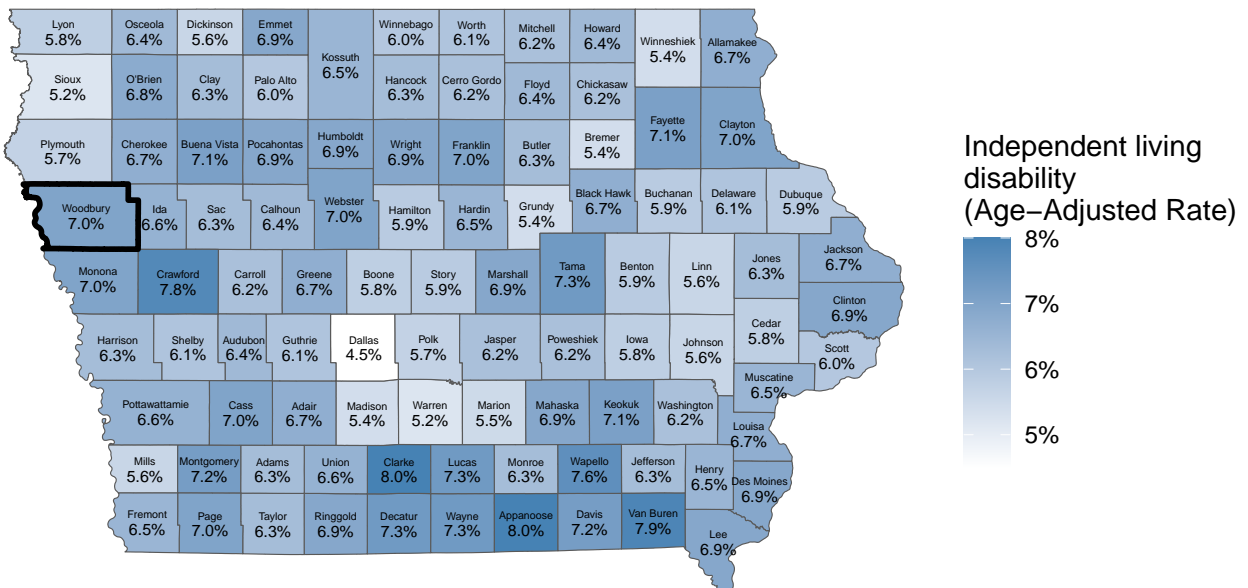 Lyon
5.8%
Osceola
6.4%
Dickinson
5.6%
Emmet
6.9%
Kossuth
6.5%
Winnebago
6.0%
Worth
6.1%
Mitchell
6.2%
Howard
6.4%
Winneshiek
5.4%
Allamakee
6.7%
Sioux
5.2%
O'Brien
6.8%
Clay
6.3%
Palo Alto
6.0%
Hancock
6.3%
Cerro Gordo
6.2%
Floyd
6.4%
Chickasaw
6.2%
Fayette
7.1%
Clayton
7.0%
Plymouth
5.7%
Cherokee
6.7%
Buena Vista
7.1%
Pocahontas
6.9%
Humboldt
6.9%
Wright
6.9%
Franklin
7.0%
Butler
6.3%
Bremer
5.4%
Woodbury
7.0%
Ida
6.6%
Sac
6.3%
Calhoun
6.4%
Webster
7.0%
Hamilton
5.9%
Hardin
6.5%
Grundy
5.4%
Black Hawk
6.7%
Buchanan
5.9%
Delaware
6.1%
Dubuque
5.9%
Monona
7.0%
Crawford
7.8%
Carroll
6.2%
Greene
6.7%
Boone
5.8%
Story
5.9%
Marshall
6.9%
Tama
7.3%
Benton
5.9%
Linn
5.6%
Jones
6.3%
Jackson
6.7%
Clinton
6.9%
Harrison
6.3%
Shelby
6.1%
Audubon
6.4%
Guthrie
6.1%
Dallas
4.5%
Polk
5.7%
Jasper
6.2%
Poweshiek
6.2%
Iowa
5.8%
Johnson
5.6%
Cedar
5.8%
Scott
6.0%
Muscatine
6.5%
Pottawattamie
6.6%
Cass
7.0%
Adair
6.7%
Madison
5.4%
Warren
5.2%
Marion
5.5%
Mahaska
6.9%
Keokuk
7.1%
Washington
6.2%
Louisa
6.7%
Mills
5.6%
Montgomery
7.2%
Adams
6.3%
Union
6.6%
Clarke
8.0%
Lucas
7.3%
Monroe
6.3%
Wapello
7.6%
Jefferson
6.3%
Henry
6.5%
Des Moines
6.9%
Fremont
6.5%
Page
7.0%
Taylor
6.3%
Ringgold
6.9%
Decatur
7.3%
Wayne
7.3%
Appanoose
8.0%
Davis
7.2%
Van Buren
7.9%
Lee
6.9%
Independent living
disability
(Age−Adjusted Rate)
8%
7%
6%
5%